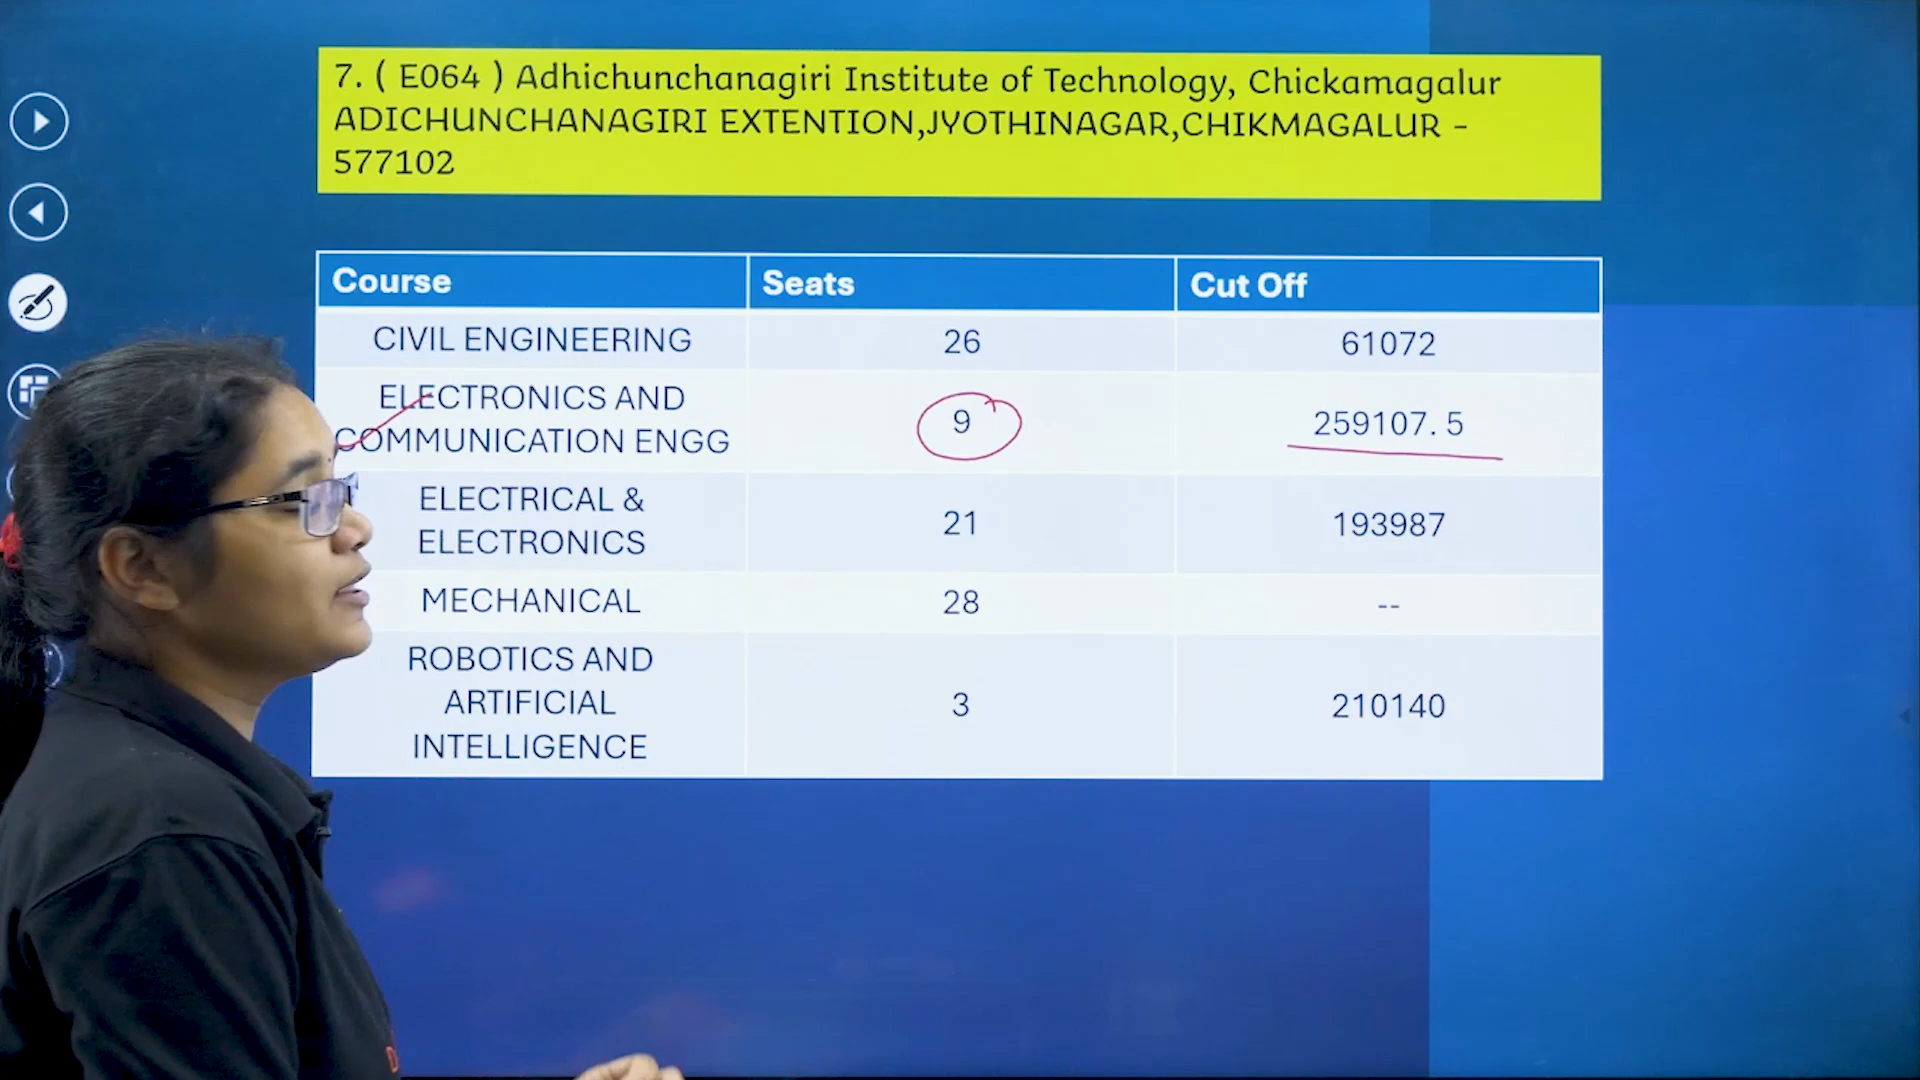 7. ( E064 ) Adhichunchanagiri Institute of Technology, Chickamagalur
ADICHUNCHANAGIRI EXTENTION,JYOTHINAGAR,CHIKMAGALUR -
577102
Course Seats Cut Off
CIVIL ENGINEERING 26 61072
ELECTRONICS AND
COMMUNICATION ENGG 9 259107. 5
ELECTRICAL &
ELECTRONICS 21 193987
MECHANICAL 28 --
ROBOTICS AND
ARTIFICIAL
INTELLIGENCE 3 210140